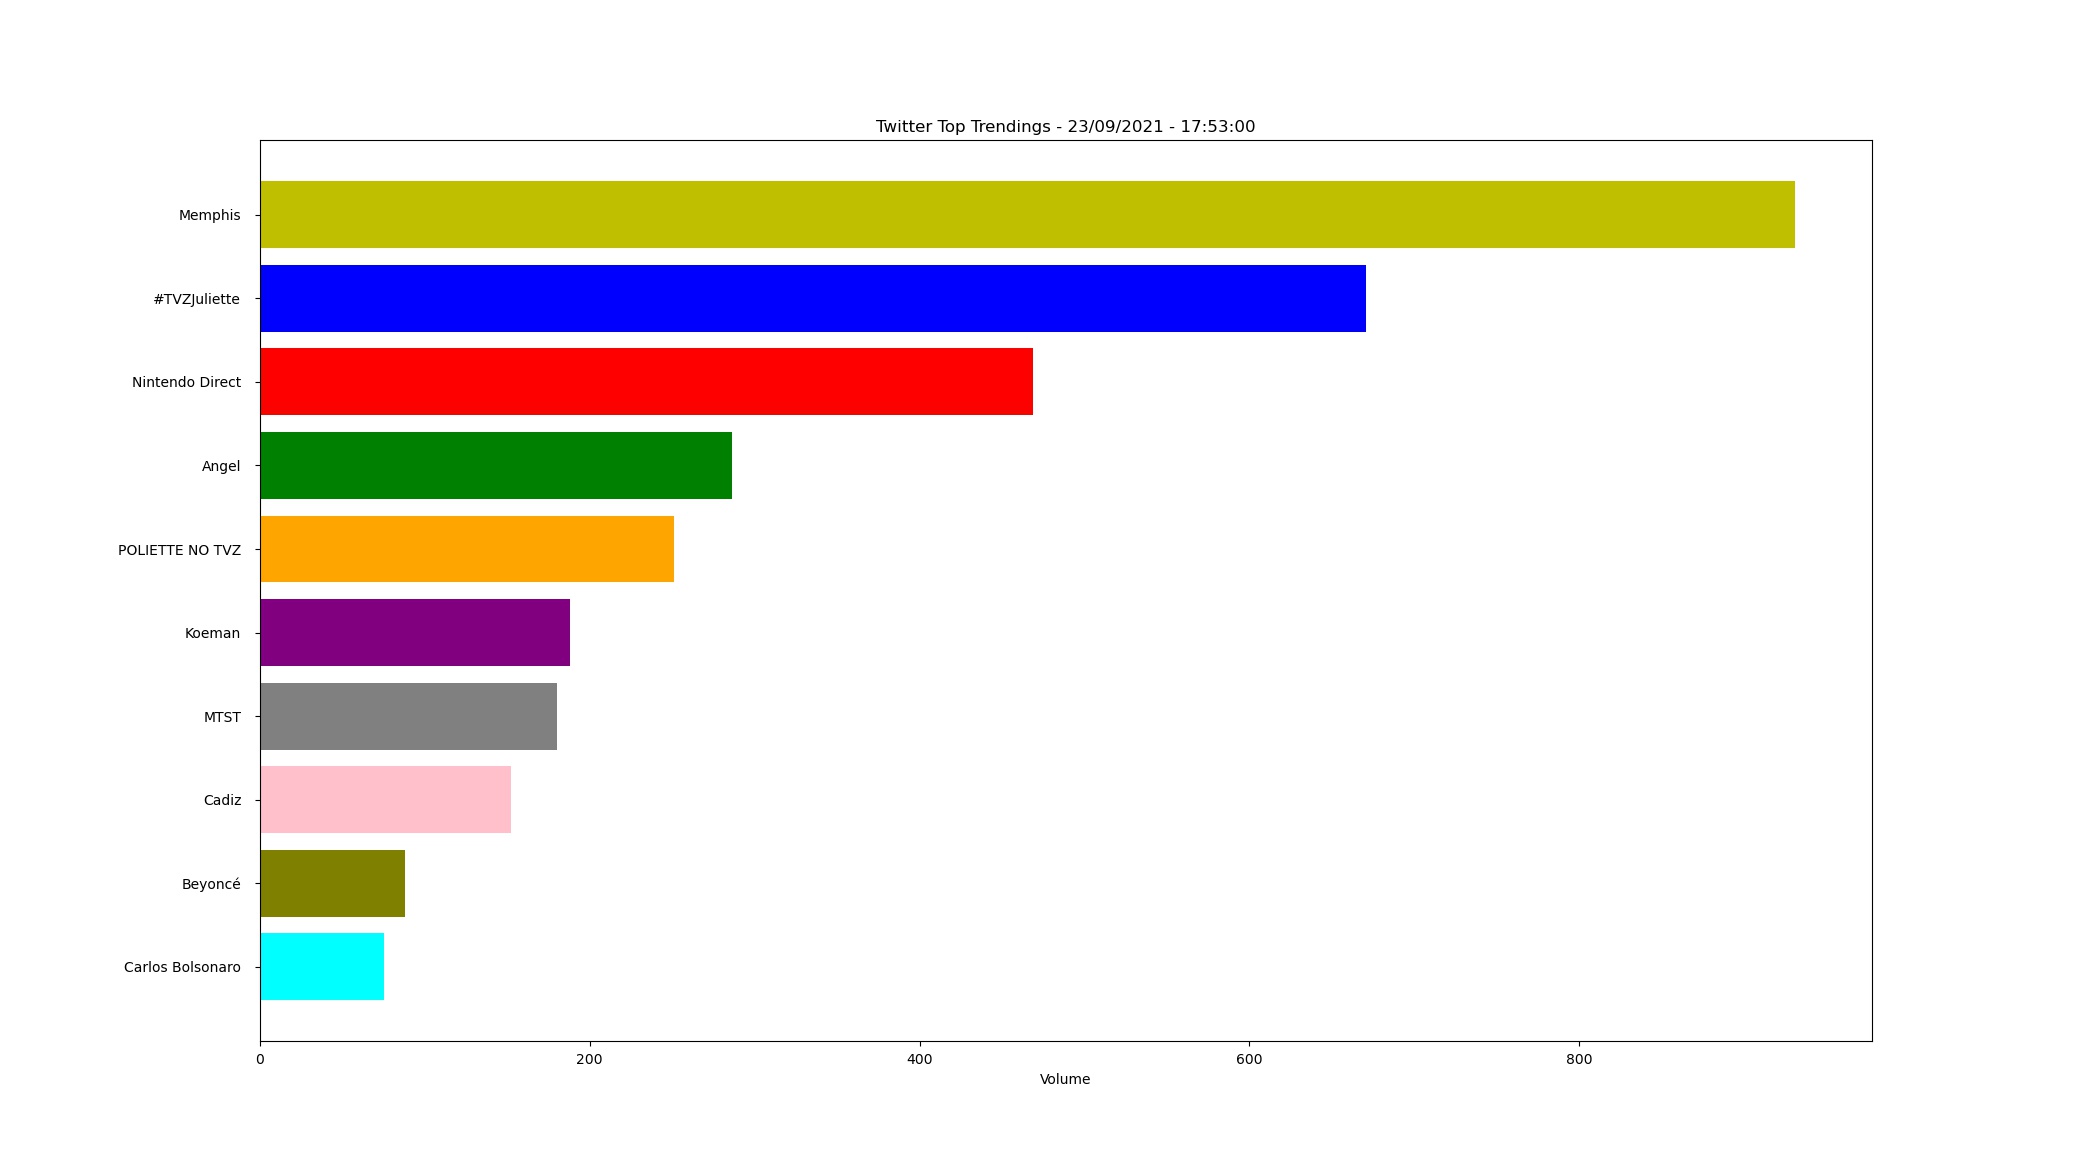 Twitter Top Trendings - 23/09/2021 - 17:53:00
Memphis
#TVZJuliette
Nintendo Direct
Angel
POLIETTE NO TVZ
Koeman
MTST
Cadiz
Beyoncé
Carlos Bolsonaro
0 200 400 600 800
Volume